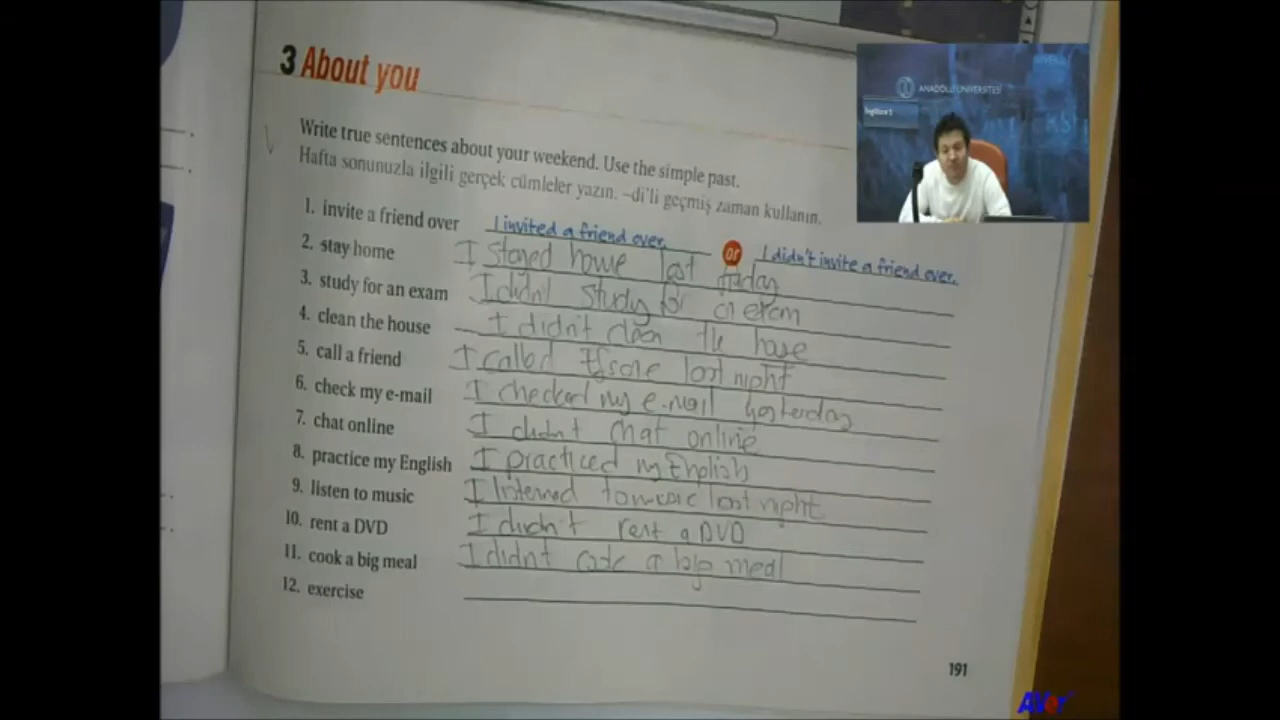 3 About you
ANADOLU ÜNİVERSİTESİ
İngilizce 1
Write true sentences about your weekend. Use the simple past.
Hafta sonunuzla ilgili gerçek cümleler yazın. –di'li geçmiş zaman kullanın.
1. invite a friend over I invited a friend over. or I didn't invite a friend over.
2. stay home I stayed home last friday
3. study for an exam I didn't study for an exam
4. clean the house I didn't clean the house
5. call a friend I called last night
6. check my e-mail I checked my e-mail yesterday
7. chat online I didn't chat online
8. practice my English I practiced my English
9. listen to music I listened to music last night
10. rent a DVD I didn't rent a DVD
11. cook a big meal I didn't cook a big meal
12. exercise
191
AVer